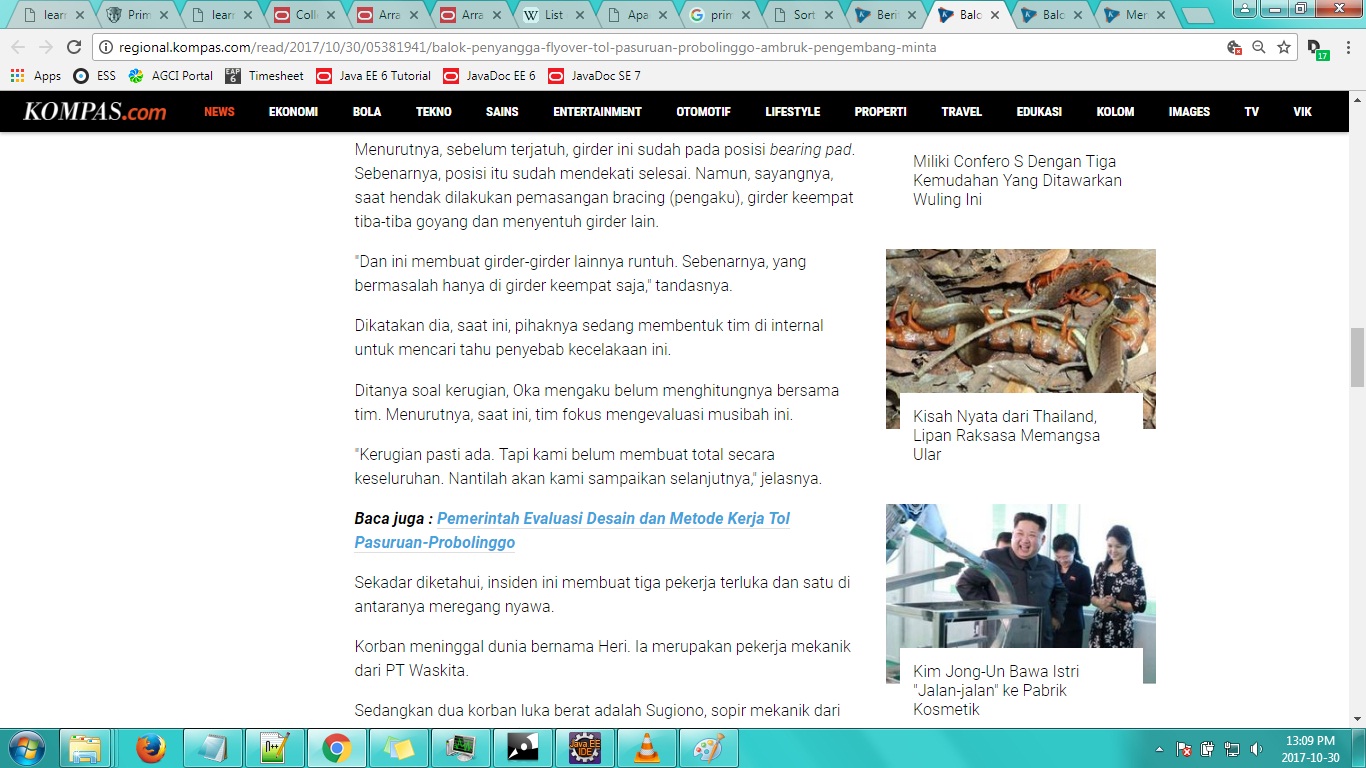 learn
Prim
learn
Colle
Arra
Arra
List
Apa
prim
Sort
Beri
Balo
Balo
Mer
regional.kompas.com/read/2017/10/30/05381941/balok-penyangga-flyover-tol-pasuruan-probolinggo-ambruk-pengembang-minta
17
Apps
ESS
AGCI Portal
EAP 6
Timesheet
Java EE 6 Tutorial
JavaDoc EE 6
JavaDoc SE 7
KOMPAS.com
NEWS
EKONOMI
BOLA
TEKNO
SAINS
ENTERTAINMENT
OTOMOTIF
LIFESTYLE
PROPERTI
TRAVEL
EDUKASI
KOLOM
IMAGES
TV
VIK
Menurutnya, sebelum terjatuh, girder ini sudah pada posisi bearing pad.
Sebenarnya, posisi itu sudah mendekati selesai. Namun, sayangnya,
saat hendak dilakukan pemasangan bracing (pengaku), girder keempat
tiba-tiba goyang dan menyentuh girder lain.
"Dan ini membuat girder-girder lainnya runtuh. Sebenarnya, yang
bermasalah hanya di girder keempat saja," tandasnya.
Dikatakan dia, saat ini, pihaknya sedang membentuk tim di internal
untuk mencari tahu penyebab kecelakaan ini.
Ditanya soal kerugian, Oka mengaku belum menghitungnya bersama
tim. Menurutnya, saat ini, tim fokus mengevaluasi musibah ini.
"Kerugian pasti ada. Tapi kami belum membuat total secara
keseluruhan. Nantilah akan kami sampaikan selanjutnya," jelasnya.
Baca juga : Pemerintah Evaluasi Desain dan Metode Kerja Tol
Pasuruan-Probolinggo
Sekadar diketahui, insiden ini membuat tiga pekerja terluka dan satu di
antaranya meregang nyawa.
Korban meninggal dunia bernama Heri. Ia merupakan pekerja mekanik
dari PT Waskita.
Sedangkan dua korban luka berat adalah Sugiono, sopir mekanik dari
Miliki Confero S Dengan Tiga
Kemudahan Yang Ditawarkan
Wuling Ini
Kisah Nyata dari Thailand,
Lipan Raksasa Memangsa
Ular
Kim Jong-Un Bawa Istri
"Jalan-jalan" ke Pabrik
Kosmetik
Java EE
IDE
13:09 PM
2017-10-30